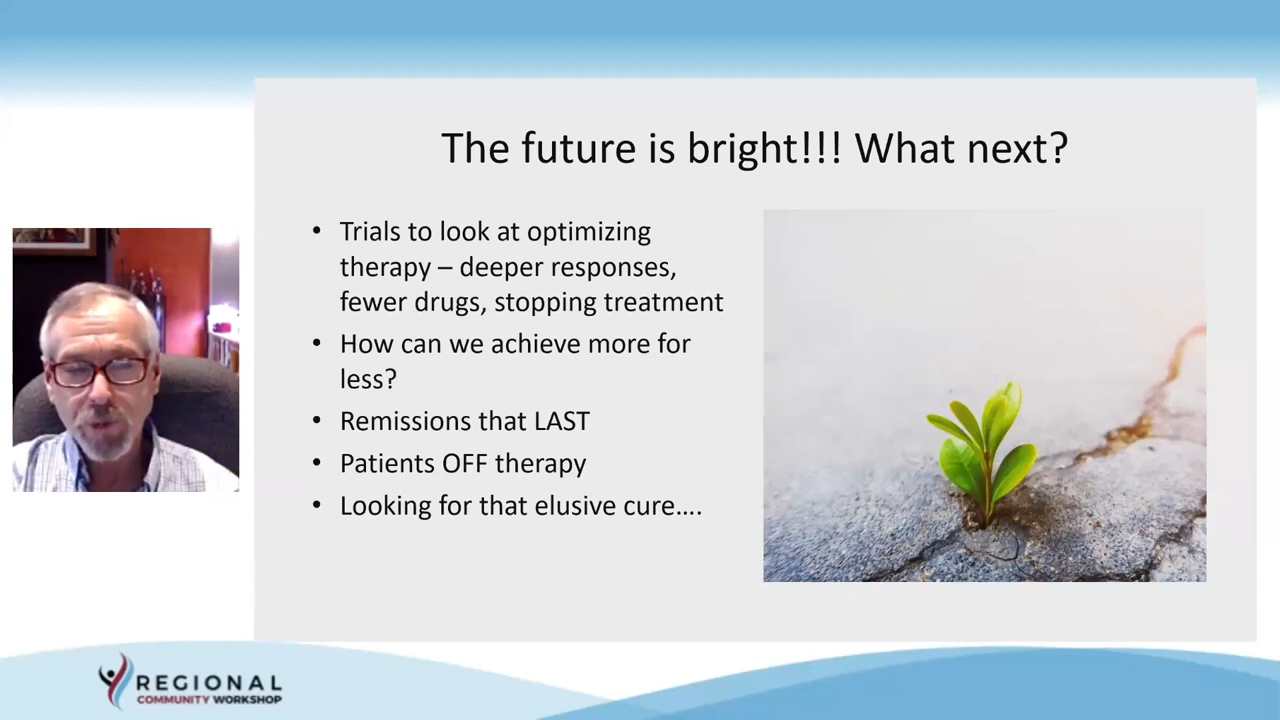 The future is bright!!! What next?
• Trials to look at optimizing
therapy – deeper responses,
fewer drugs, stopping treatment
• How can we achieve more for
less?
• Remissions that LAST
• Patients OFF therapy
• Looking for that elusive cure....
REGIONAL
COMMUNITY WORKSHOP